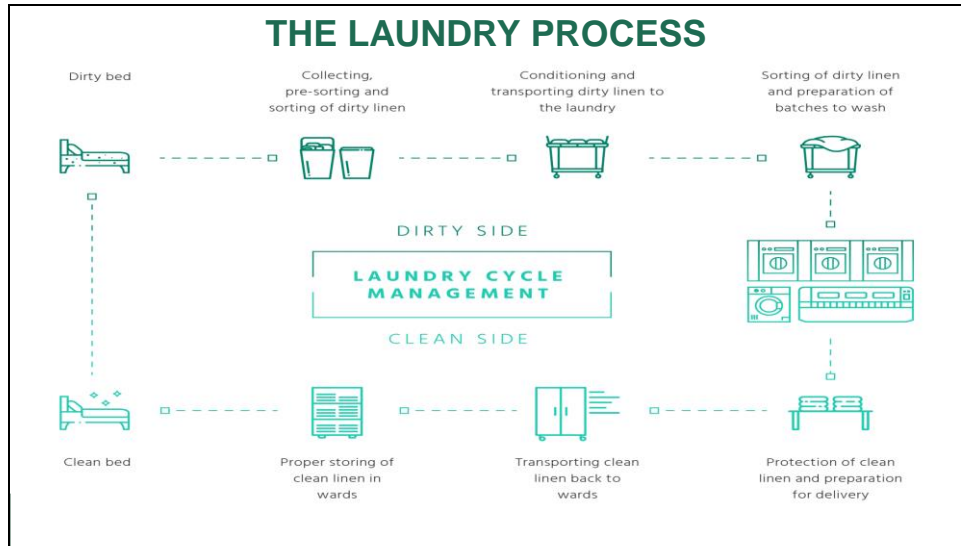 THE LAUNDRY PROCESS
Dirty bed
Collecting,
pre-sorting and
sorting of dirty linen
Conditioning and
transporting dirty linen to
the laundry
Sorting of dirty linen
and preparation of
batches to wash
DIRTY SIDE
LAUNDRY CYCLE
MANAGEMENT
CLEAN SIDE
Clean bed
Proper storing of
clean linen in
wards
Transporting clean
linen back to
wards
Protection of clean
linen and preparation
for delivery